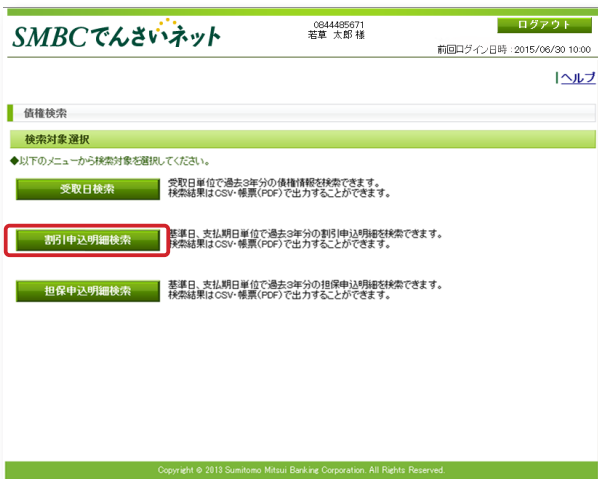 SMBCでんさいネット
0844485671
若草 太郎 様
ログアウト
前回ログイン日時：2015/06/30 10:00
|ヘルプ
債権検索
検索対象選択
◆以下のメニューから検索対象を選択してください。
受取日検索
受取日単位で過去3年分の債権情報を検索できます。
検索結果はCSV・帳票(PDF)で出力することができます。
割引申込明細検索
基準日、支払期日単位で過去3年分の割引申込明細を検索できます。
検索結果はCSV・帳票(PDF)で出力することができます。
担保申込明細検索
基準日、支払期日単位で過去3年分の担保申込明細を検索できます。
検索結果はCSV・帳票(PDF)で出力することができます。
Copyright © 2013 Sumitomo Mitsui Banking Corporation. All Rights Reserved.